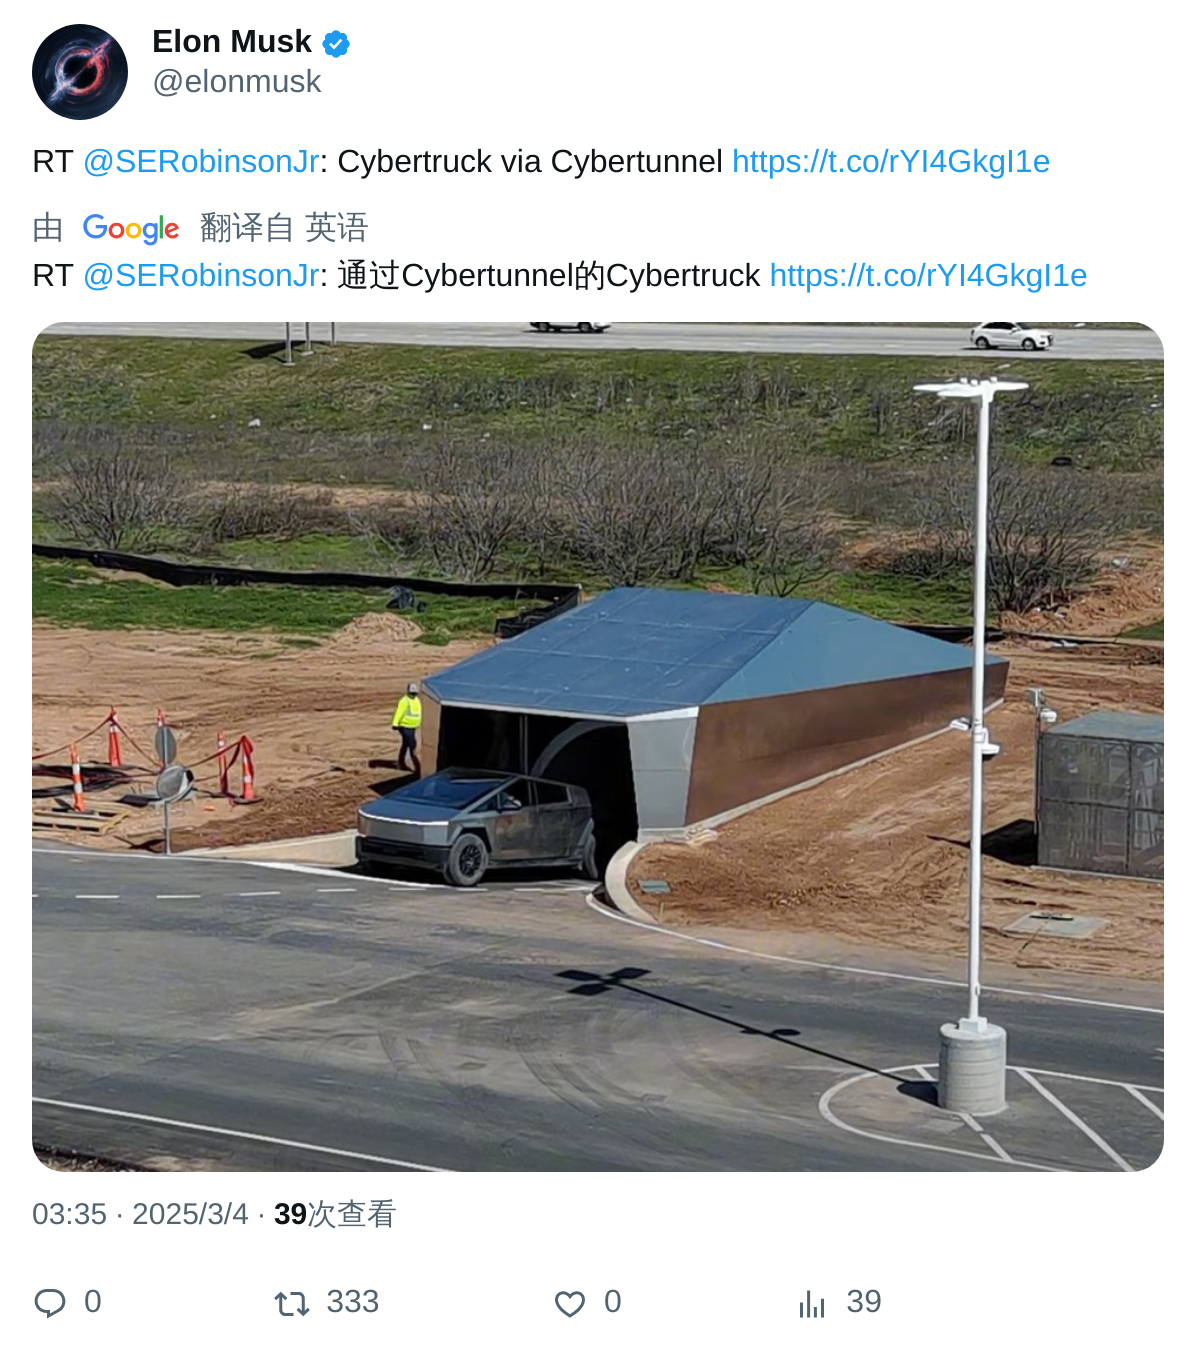 Elon Musk
@elonmusk
RT @SERobinsonJr: Cybertruck via Cybertunnel https://t.co/rYI4GkgI1e
由 Google 翻译自 英语
RT @SERobinsonJr: 通过Cybertunnel的Cybertruck https://t.co/rYI4GkgI1e
03:35 · 2025/3/4 · 39次查看
0 333 0 39